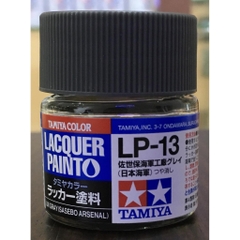 TAMIYA COLOR
LACQUER PAINT
タミヤカラー
ラッカー塗料
GRAY (SASEBO ARSENAL)
TAMIYA, INC. 3-7 ONDAWARA,
LP-13
佐世保海軍工廠グレイ
(日本海軍) つや消し
TAMIYA